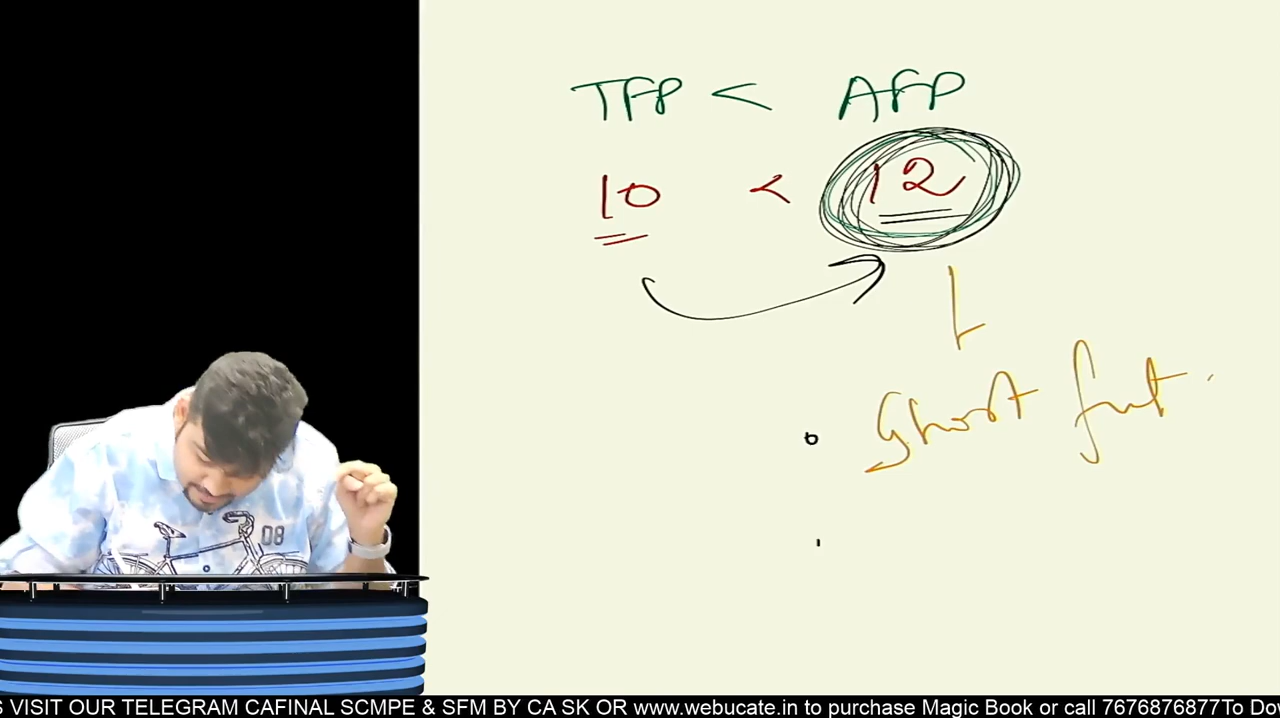 TFP < AFP
10 < 12
Short fut.
08
S VISIT OUR TELEGRAM CAFINAL SCMPE & SFM BY CA SK OR www.webucate.in to purchase Magic Book or call 7676876877To Do